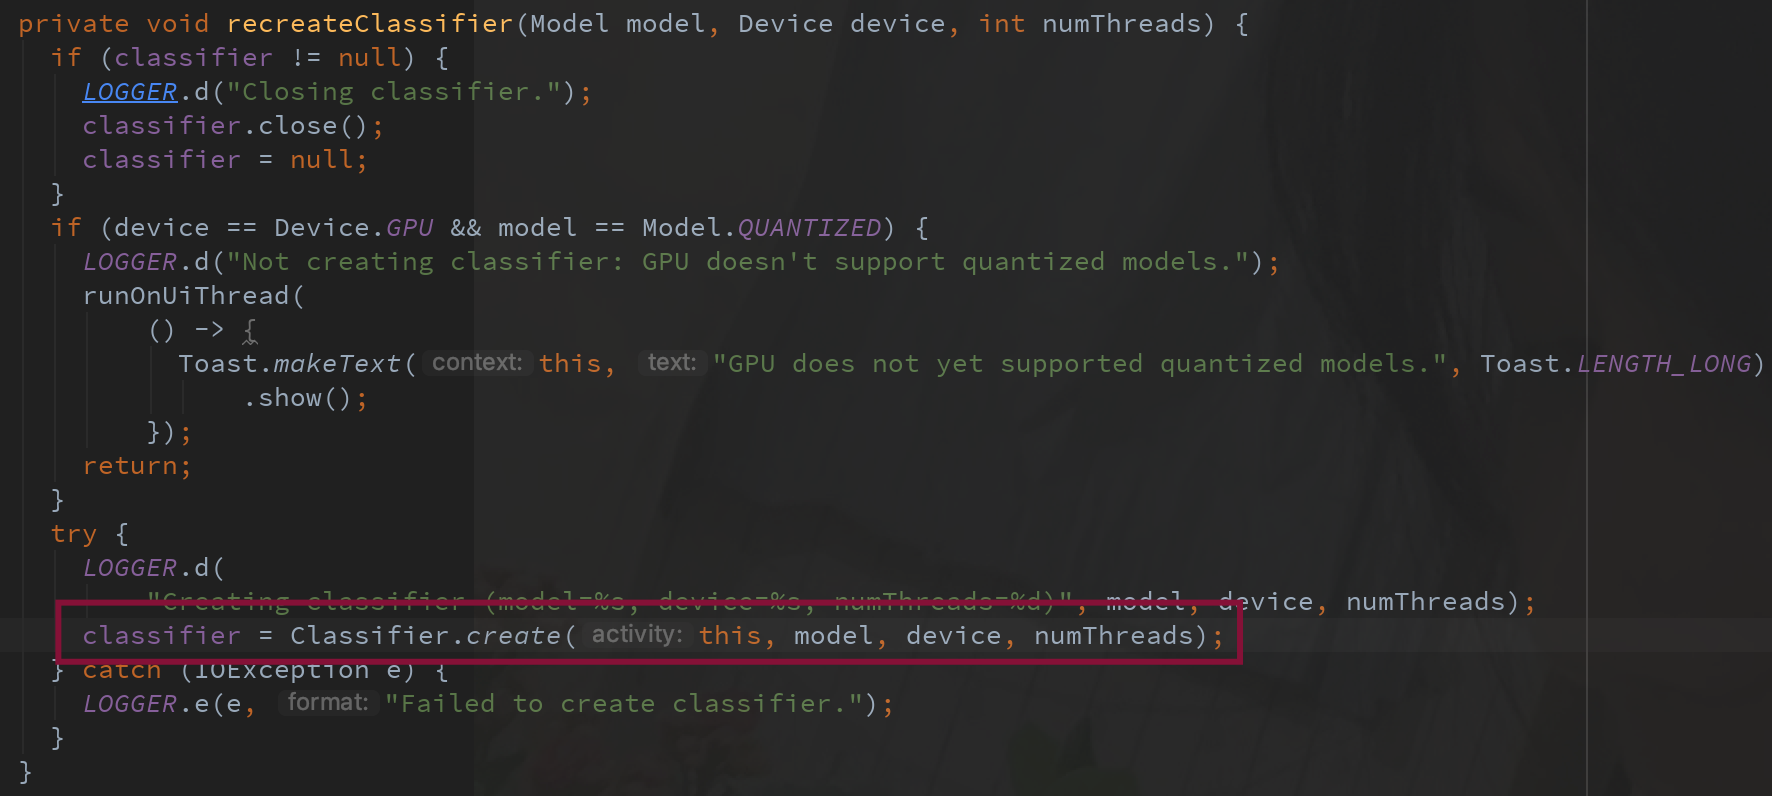 private void recreateClassifier(Model model, Device device, int numThreads) {
if (classifier != null) {
LOGGER.d("Closing classifier.");
classifier.close();
classifier = null;
}
if (device == Device.GPU && model == Model.QUANTIZED) {
LOGGER.d("Not creating classifier: GPU doesn't support quantized models.");
runOnUiThread(
() -> {
Toast.makeText( context: this, text: "GPU does not yet supported quantized models.", Toast.LENGTH_LONG)
.show();
});
return;
}
try {
LOGGER.d(
"Creating classifier (model=%s, device=%s, numThreads=%d)", model, device, numThreads);
classifier = Classifier.create( activity: this, model, device, numThreads);
} catch (IOException e) {
LOGGER.e(e, format: "Failed to create classifier.");
}
}